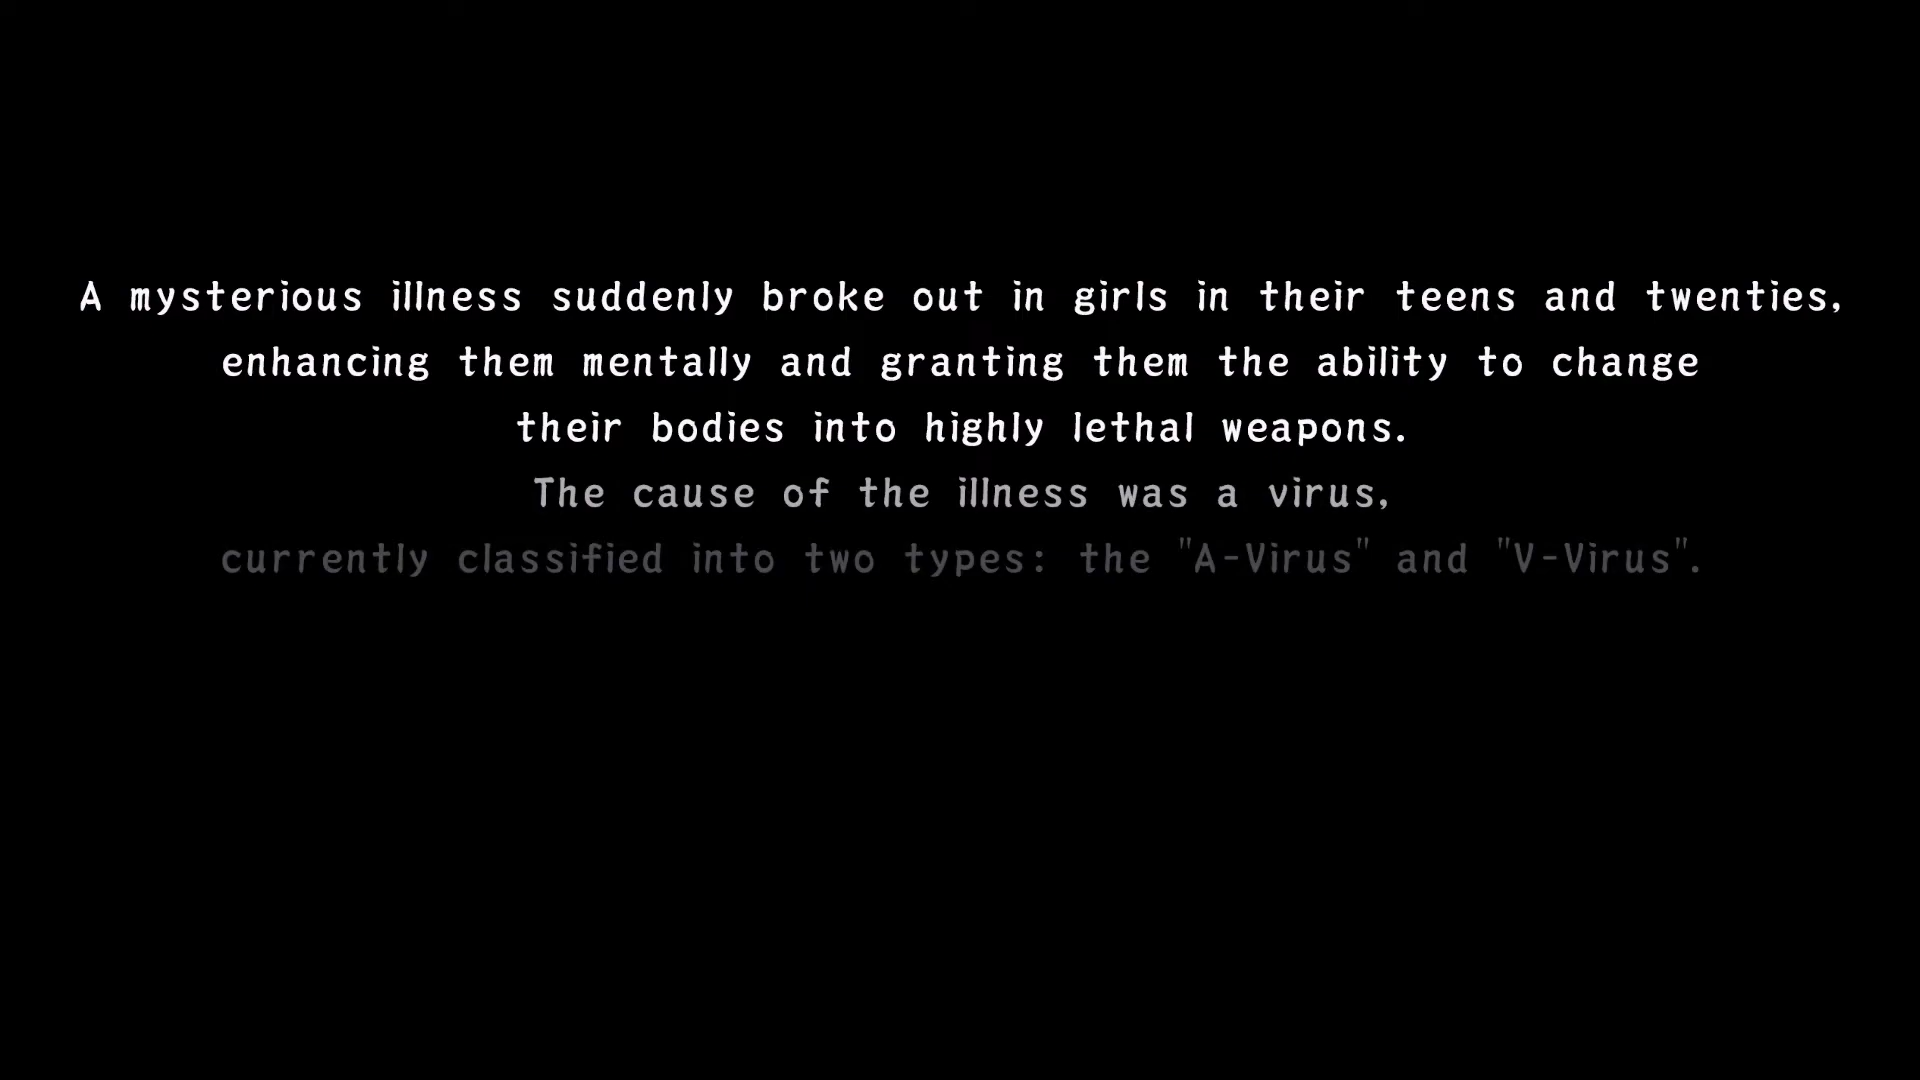 A mysterious illness suddenly broke out in girls in their teens and twenties,
enhancing them mentally and granting them the ability to change
their bodies into highly lethal weapons.
The cause of the illness was a virus,
currently classified into two types: the "A-Virus" and "V-Virus".